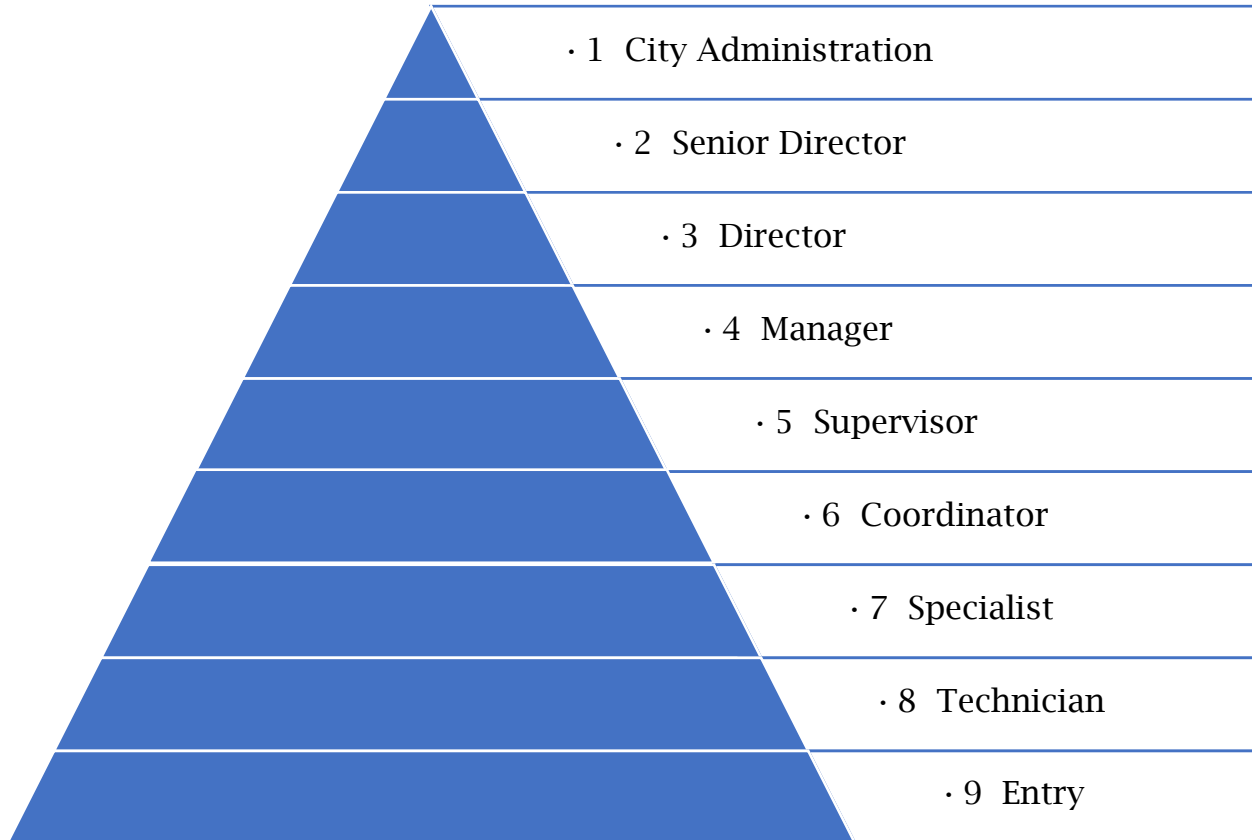 · 1 City Administration
· 2 Senior Director
· 3 Director
· 4 Manager
· 5 Supervisor
· 6 Coordinator
· 7 Specialist
· 8 Technician
· 9 Entry